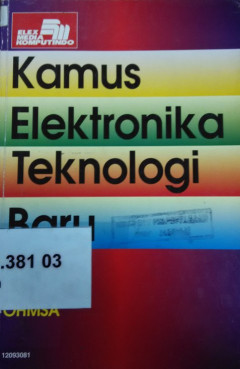 ELEX
MEDIA
KOMPUTINDO
Kamus
Elektronika
Teknologi
Baru
.381 03
OHMSA
12093081